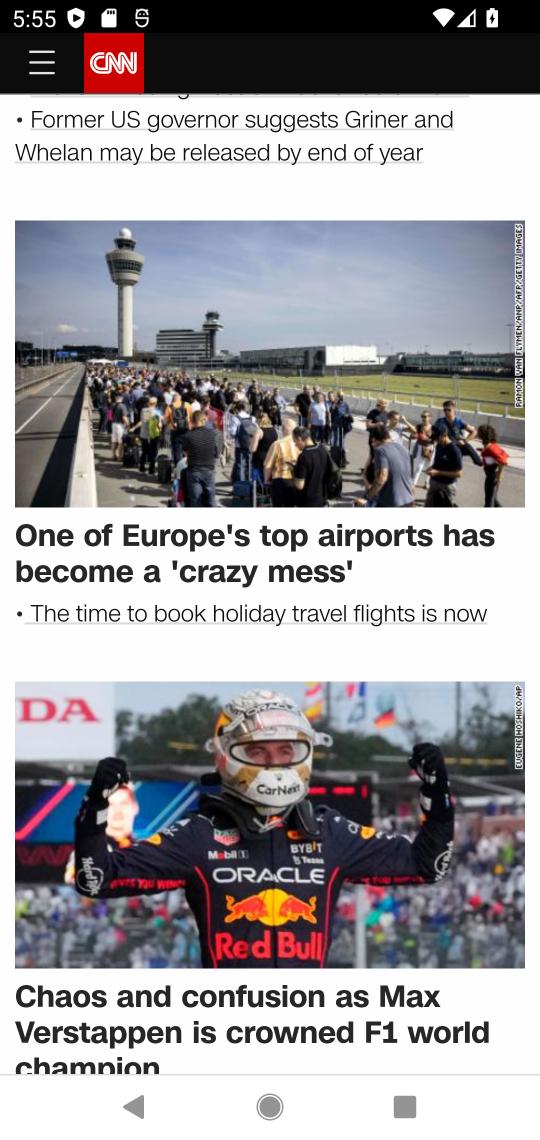 5:55
CNN
• Former US governor suggests Griner and
Whelan may be released by end of year
RAMON VAN FLYMEN/ANP/AFP/GETTY IMAGES
One of Europe's top airports has
become a 'crazy mess'
• The time to book holiday travel flights is now
DA
EUGENE HOSHIKO/AP
ORACLE
CarNext
Mobil 1
BYBIT
Tezos
ORACLE
Red Bull
Chaos and confusion as Max
Verstappen is crowned F1 world
champion